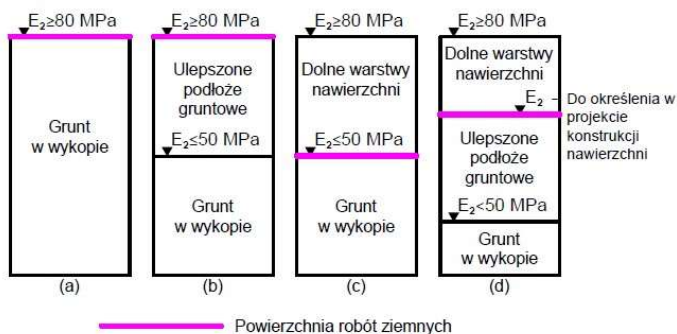 E₂≥80 MPa
Grunt
w wykopie
(a)
E₂≥80 MPa
Ulepszone
podłoże
gruntowe
E₂≤50 MPa
Grunt
w wykopie
(b)
E₂≥80 MPa
Dolne warstwy
nawierzchni
E₂≤50 MPa
Grunt
w wykopie
(c)
E₂≥80 MPa
Dolne warstwy
nawierzchni
E₂ – Do określenia w
projekcie
konstrukcji
nawierzchni
Ulepszone
podłoże
gruntowe
E₂<50 MPa
Grunt
w wykopie
(d)
Powierzchnia robót ziemnych